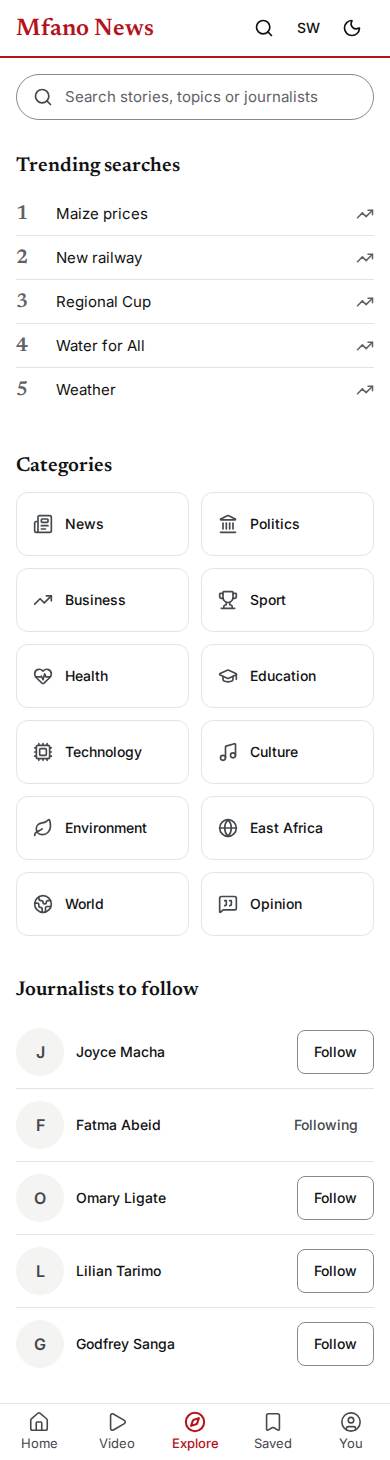 Mfano News
SW
Search stories, topics or journalists
Trending searches
1 Maize prices
2 New railway
3 Regional Cup
4 Water for All
5 Weather
Categories
News
Politics
Business
Sport
Health
Education
Technology
Culture
Environment
East Africa
World
Opinion
Journalists to follow
J Joyce Macha Follow
F Fatma Abeid Following
O Omary Ligate Follow
L Lilian Tarimo Follow
G Godfrey Sanga Follow
Home Video Explore Saved You